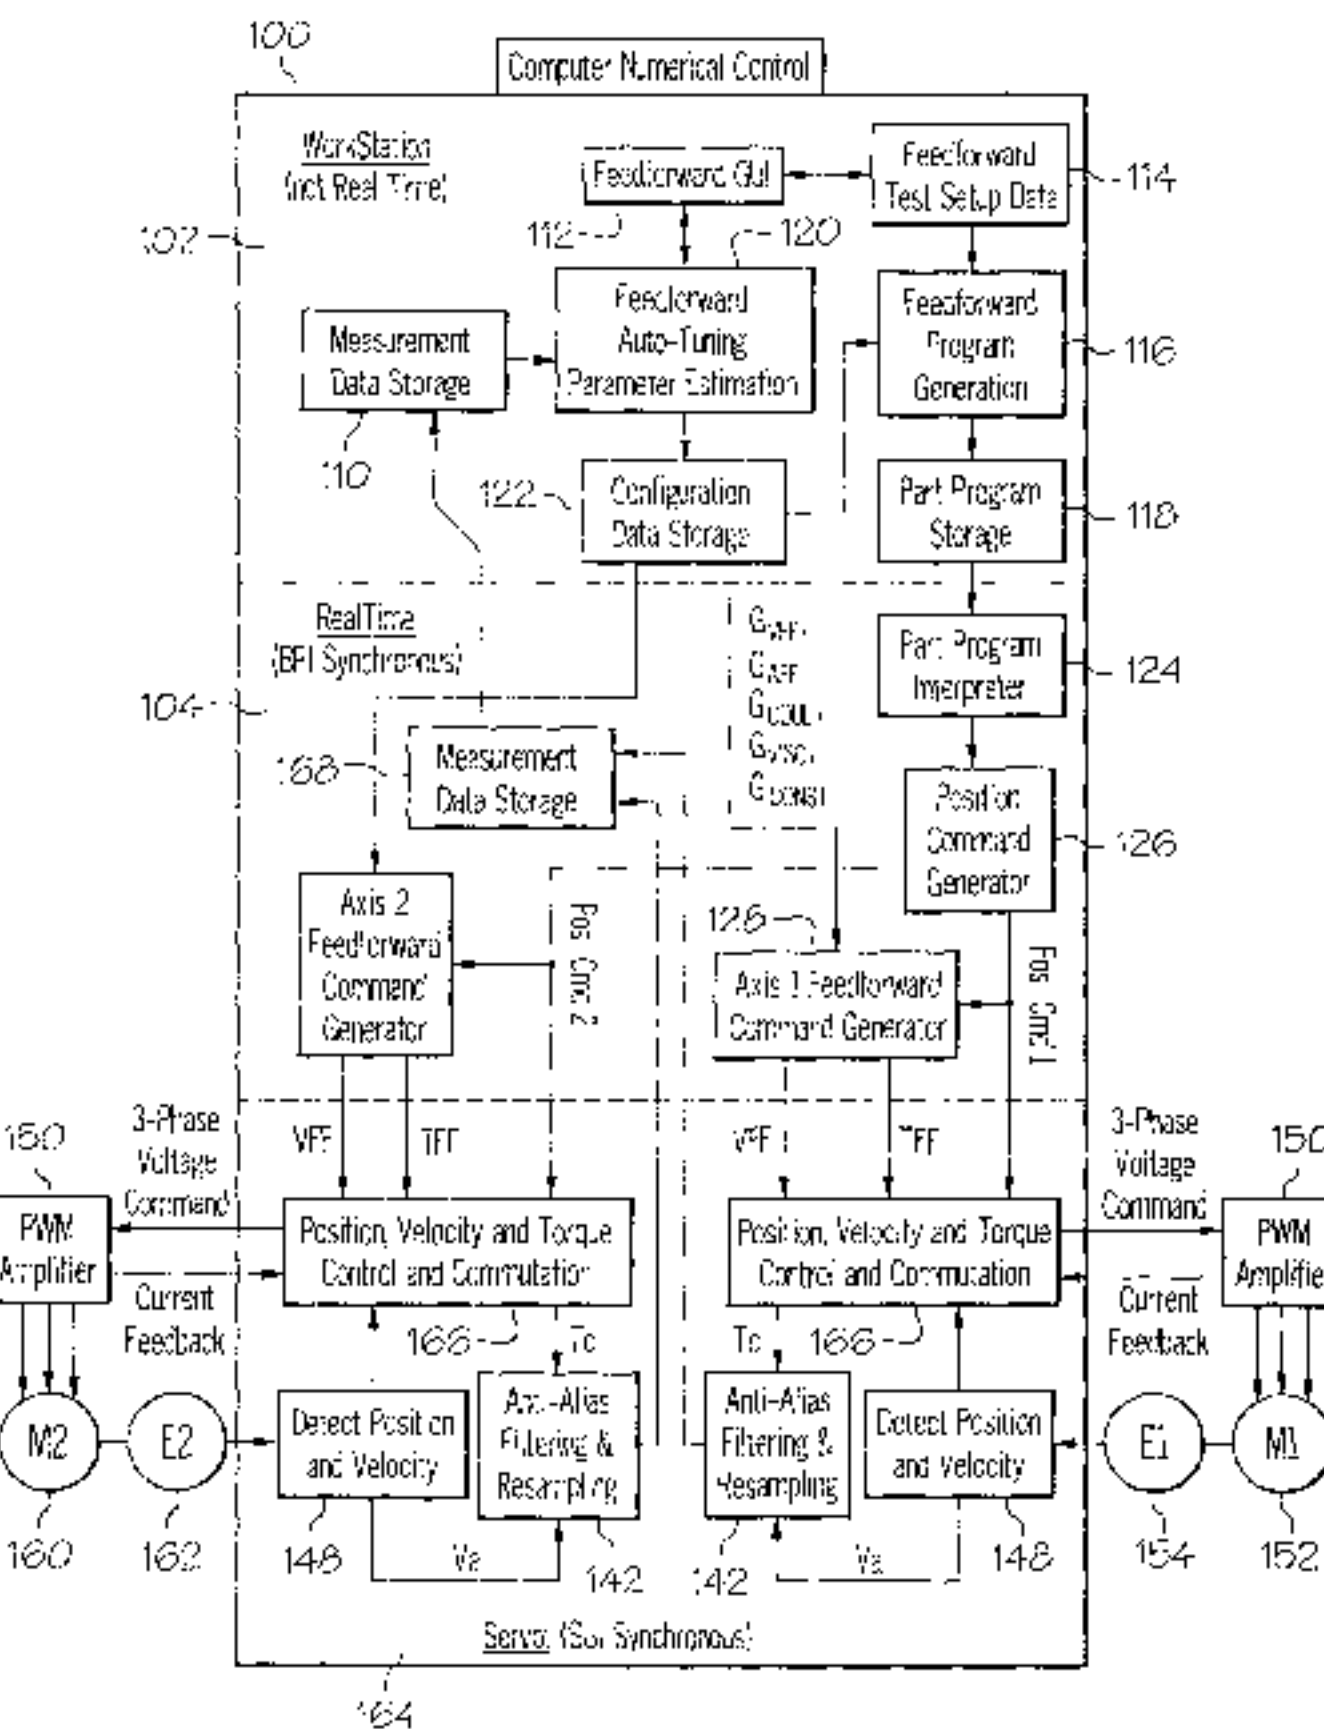 100
Computer Numerical Control
WorkStation
(not Real Time)
102
Feedforward GUI
112
Feedforward
Test Setup Data
114
120
Feedforward
Auto-Tuning
Parameter Estimation
Measurement
Data Storage
110
Feedforward
Program
Generation
116
122
Configuration
Data Storage
Part Program
Storage
118
RealTime
Synchronous)
104
Part Program
Interpreter
124
168
Measurement
Data Storage
Position
Command
Generator
126
Axis 2
Feedforward
Command
Generator
Pos Cmd 2
Axis 1 Feedforward
Command Generator
Pos Cmd 1
VFF
TFF
VFF
TFF
150
3-Phase
Voltage
Command
PWM
Amplifier
Current
Feedback
Position, Velocity and Torque
Control and Commutation
166
Tc
Position, Velocity and Torque
Control and Commutation
166
Tc
3-Phase
Voltage
Command
150
PWM
Current
Feedback
M2
160
E2
162
Detect Position
and Velocity
148
Anti-Alias
Filtering &
Resampling
142
Va
Anti-Alias
Filtering &
Resampling
142
Va
Detect Position
and Velocity
148
E1
154
M1
152
Synchronous)
164